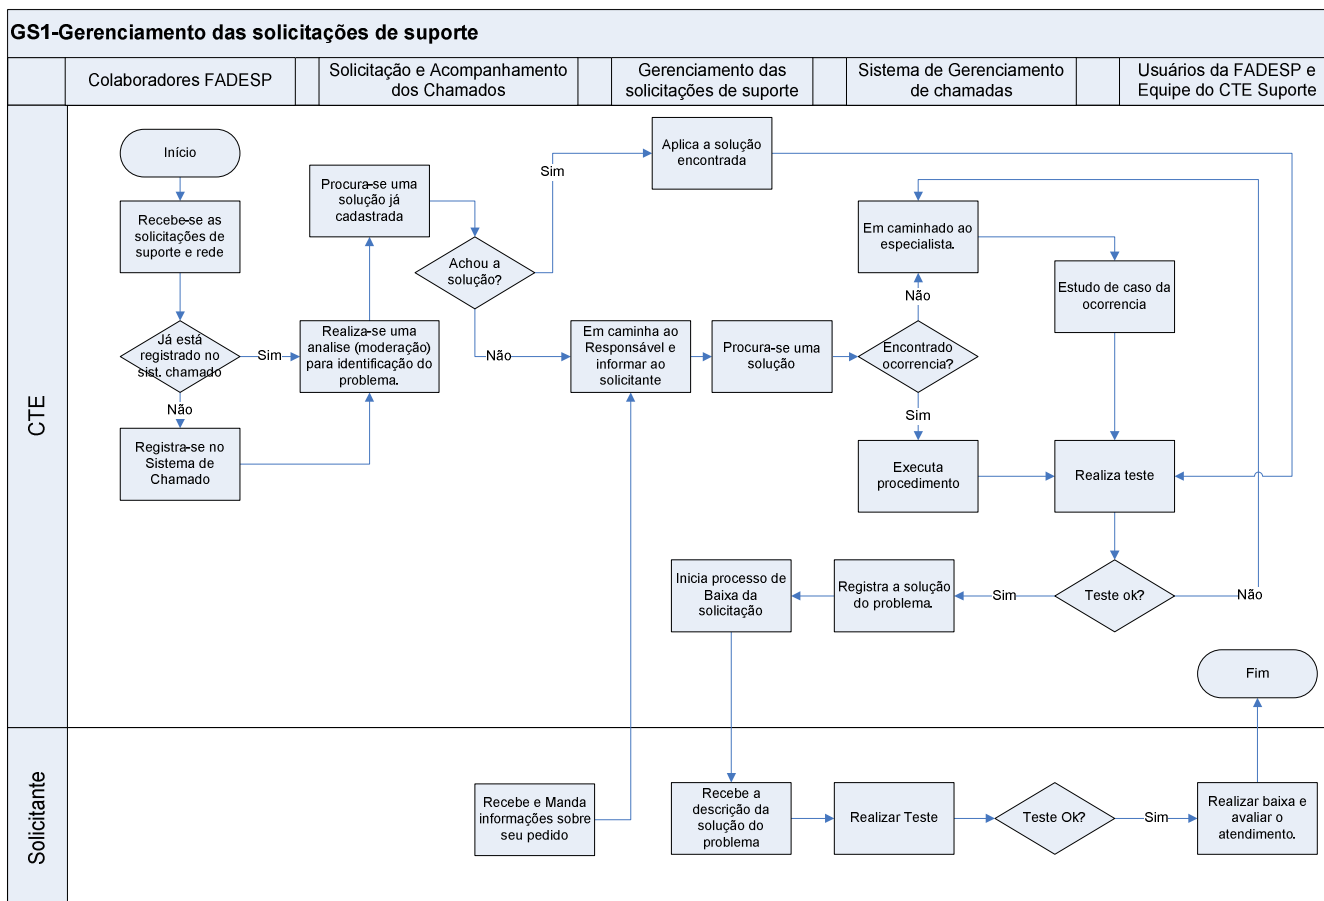 GS1-Gerenciamento das solicitações de suporte
Colaboradores FADESP
Solicitação e Acompanhamento
dos Chamados
Gerenciamento das
solicitações de suporte
Sistema de Gerenciamento
de chamadas
Usuários da FADESP e
Equipe do CTE Suporte
CTE
Início
Recebe-se as
solicitações de
suporte e rede
Já está
registrado no
sist. chamado
Sim
Não
Registra-se no
Sistema de
Chamado
Procura-se uma
solução já
cadastrada
Realiza-se uma
analise (moderação)
para identificação do
problema.
Achou a
solução?
Sim
Não
Aplica a solução
encontrada
Em caminha ao
Responsável e
informar ao
solicitante
Procura-se uma
solução
Em caminhado ao
especialista.
Não
Encontrado
ocorrencia?
Sim
Executa
procedimento
Estudo de caso da
ocorrencia
Realiza teste
Teste ok?
Não
Sim
Registra a solução
do problema.
Inicia processo de
Baixa da
solicitação
Fim
Solicitante
Recebe e Manda
informações sobre
seu pedido
Recebe a
descrição da
solução do
problema
Realizar Teste
Teste Ok?
Sim
Realizar baixa e
avaliar o
atendimento.